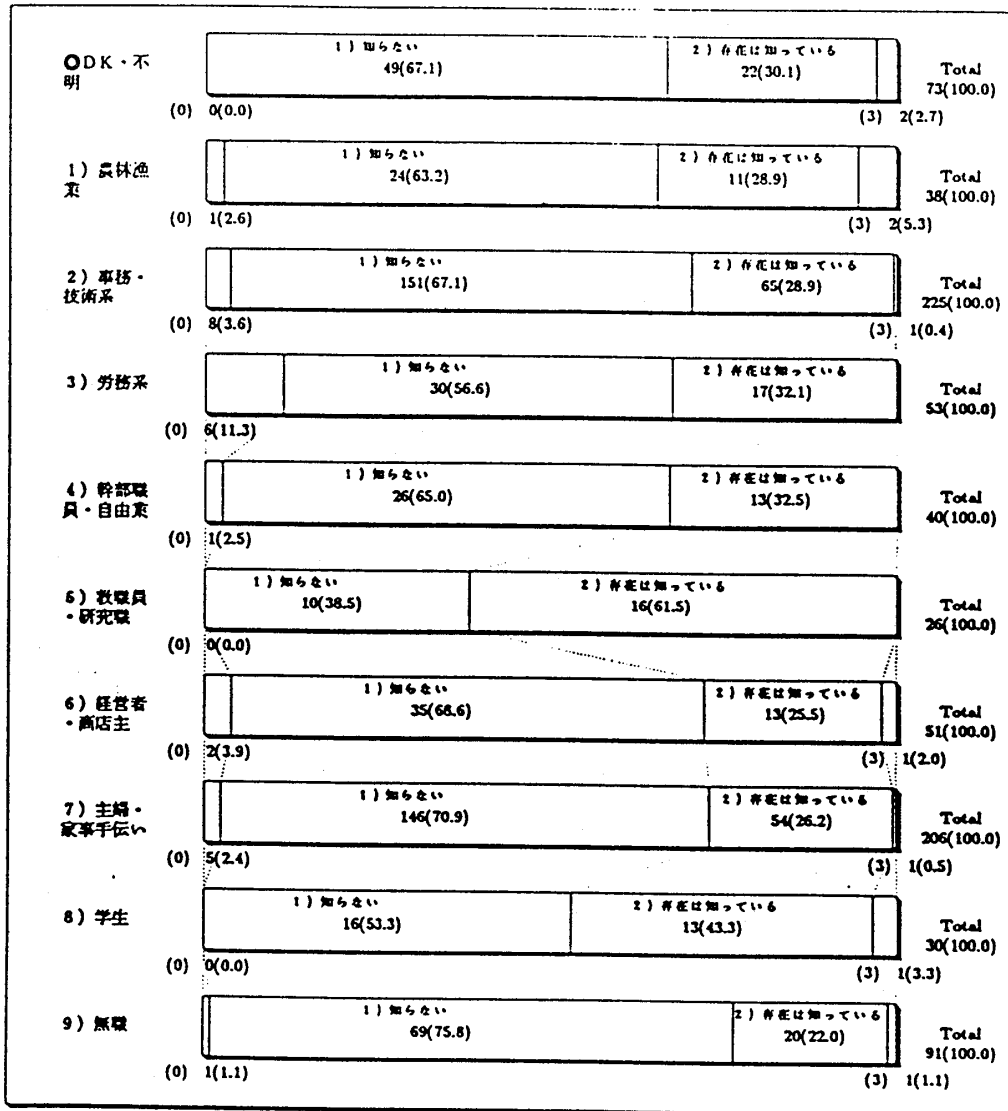 1) 知らない 2) 存在は知っている
○DK・不
明
49(67.1) 22(30.1) Total
73(100.0)
(0) 0(0.0) (3) 2(2.7)
1) 知らない 2) 存在は知っている
1) 農林漁
業
24(63.2) 11(28.9) Total
38(100.0)
(0) 1(2.6) (3) 2(5.3)
1) 知らない 2) 存在は知っている
2) 事務・
技術系
151(67.1) 65(28.9) Total
225(100.0)
(0) 8(3.6) (3) 1(0.4)
1) 知らない 2) 存在は知っている
3) 労務系
30(56.6) 17(32.1) Total
53(100.0)
(0) 6(11.3)
1) 知らない 2) 存在は知っている
4) 幹部職
員・自由業
26(65.0) 13(32.5) Total
40(100.0)
(0) 1(2.5)
1) 知らない 2) 存在は知っている
5) 教職員
・研究職
10(38.5) 16(61.5) Total
26(100.0)
(0) 0(0.0)
1) 知らない 2) 存在は知っている
6) 経営者
・商店主
35(68.6) 13(25.5) Total
51(100.0)
(0) 2(3.9) (3) 1(2.0)
1) 知らない 2) 存在は知っている
7) 主婦・
家事手伝い
146(70.9) 54(26.2) Total
206(100.0)
(0) 5(2.4) (3) 1(0.5)
1) 知らない 2) 存在は知っている
8) 学生
16(53.3) 13(43.3) Total
30(100.0)
(0) 0(0.0) (3) 1(3.3)
1) 知らない 2) 存在は知っている
9) 無職
69(75.8) 20(22.0) Total
91(100.0)
(0) 1(1.1) (3) 1(1.1)